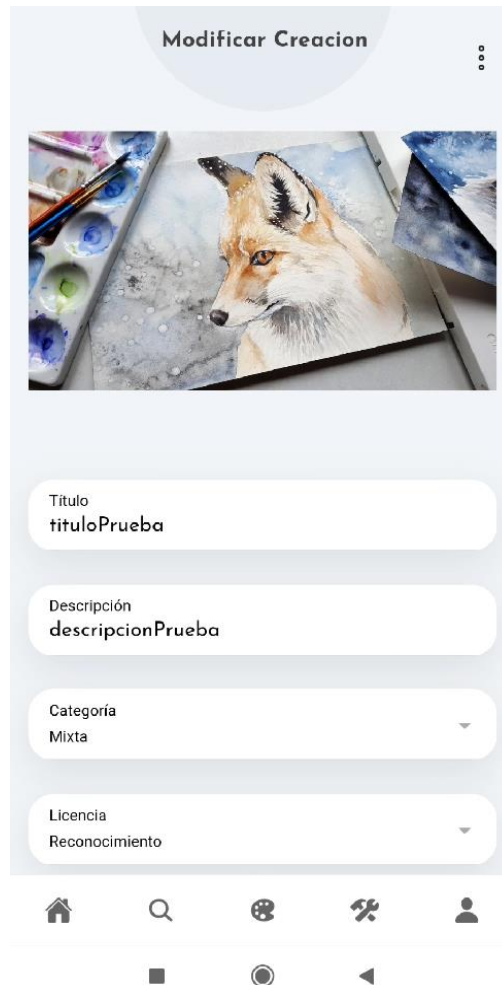 Modificar Creacion
Título
tituloPrueba
Descripción
descripcionPrueba
Categoría
Mixta
Licencia
Reconocimiento